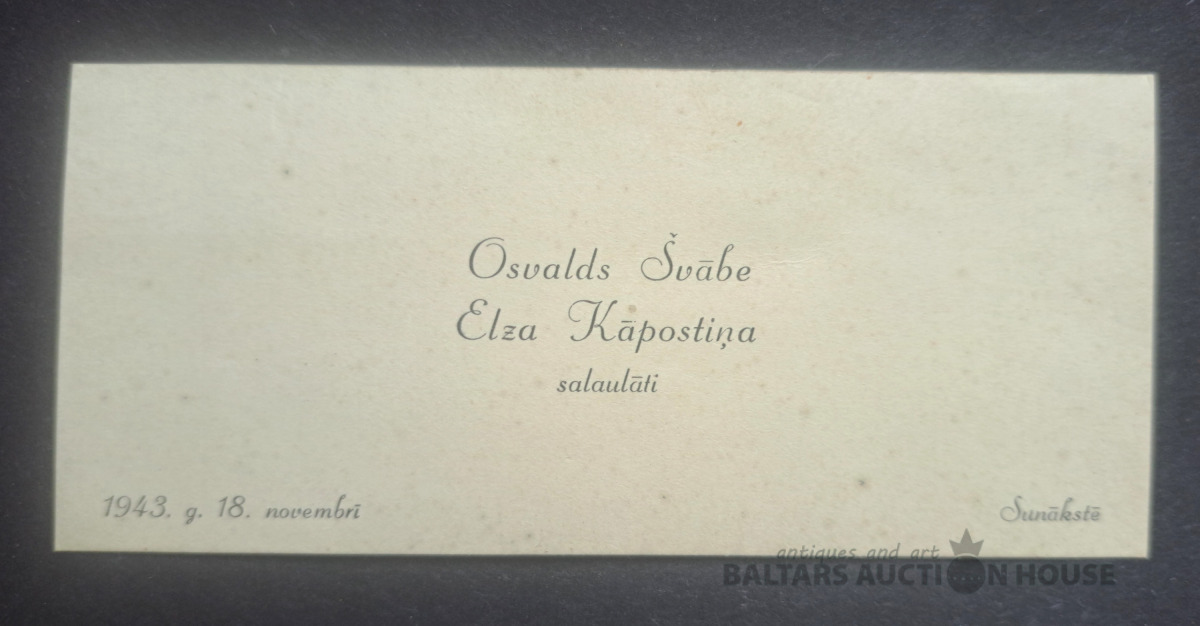 Osvalds Švābe
Elza Kāpostiņa
salaulāti
1943. g. 18. novembrī
Sunākstē
antiques and art
BALTARS AUCTION HOUSE